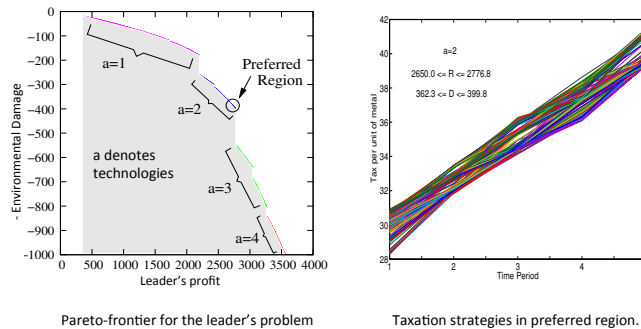 0
-100
-200
-300
-400
-500
-600
-700
-800
-900
-1000
- Environmental Damage
a=1
Preferred
Region
a=2
a denotes
technologies
a=3
a=4
0 500 1000 1500 2000 2500 3000 3500 4000
Leader's profit
Pareto-frontier for the leader's problem
42
40
38
36
34
32
30
28
Tax per unit of metal
a=2
2650.0 <= R <= 2776.8
362.3 <= D <= 399.8
1 2 3 4
Time Period
Taxation strategies in preferred region.